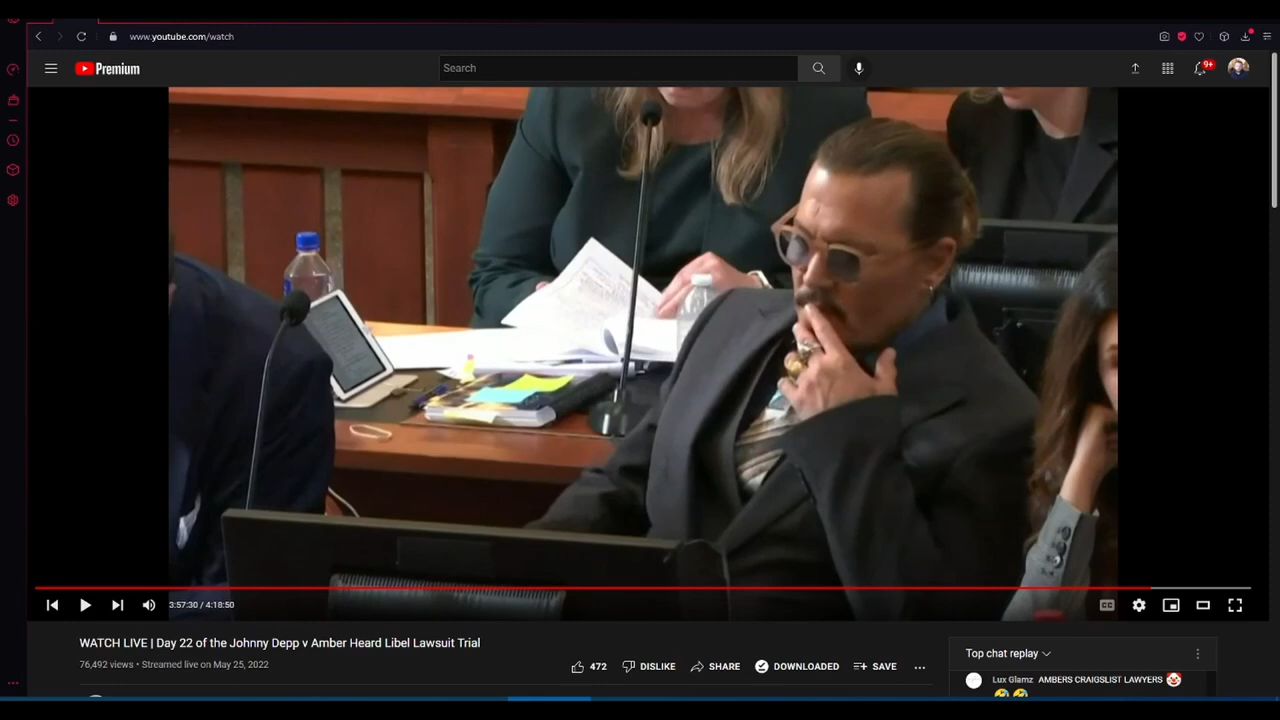 www.youtube.com/watch
Premium
Search
9+
3:57:30 / 4:18:50
CC
WATCH LIVE | Day 22 of the Johnny Depp v Amber Heard Libel Lawsuit Trial
76,492 views • Streamed live on May 25, 2022
472 DISLIKE SHARE DOWNLOADED SAVE
Top chat replay
Lux Glamz AMBERS CRAIGSLIST LAWYERS 🤡
🤣🤣